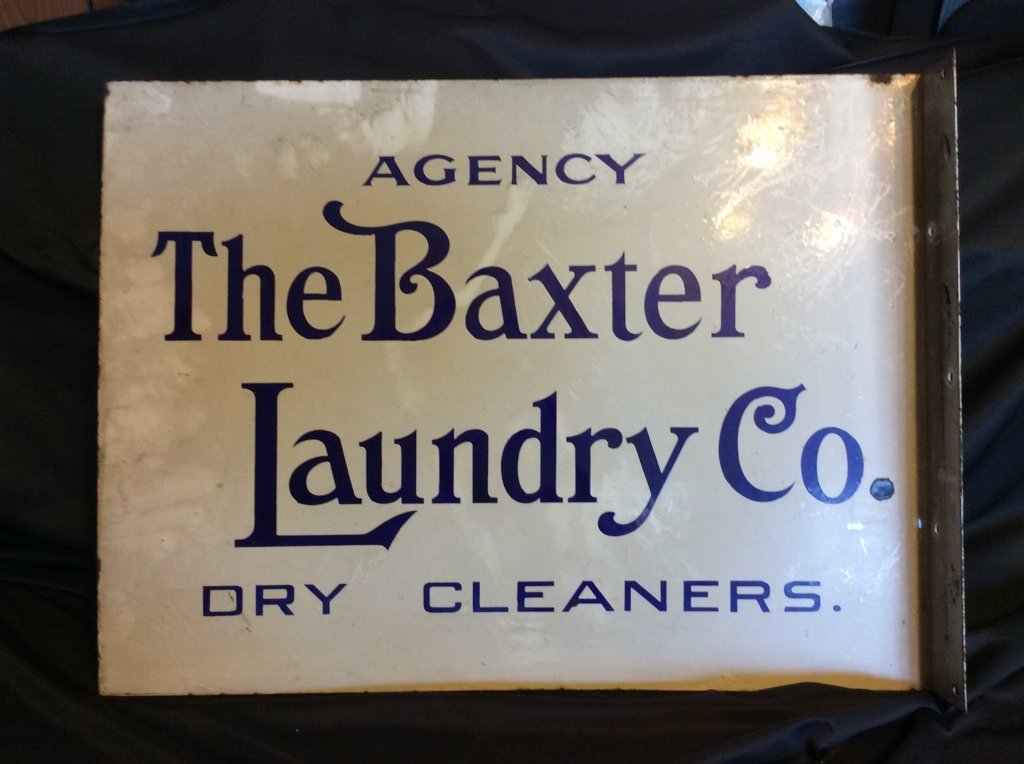 AGENCY
The Baxter
Laundry Co.
DRY CLEANERS.